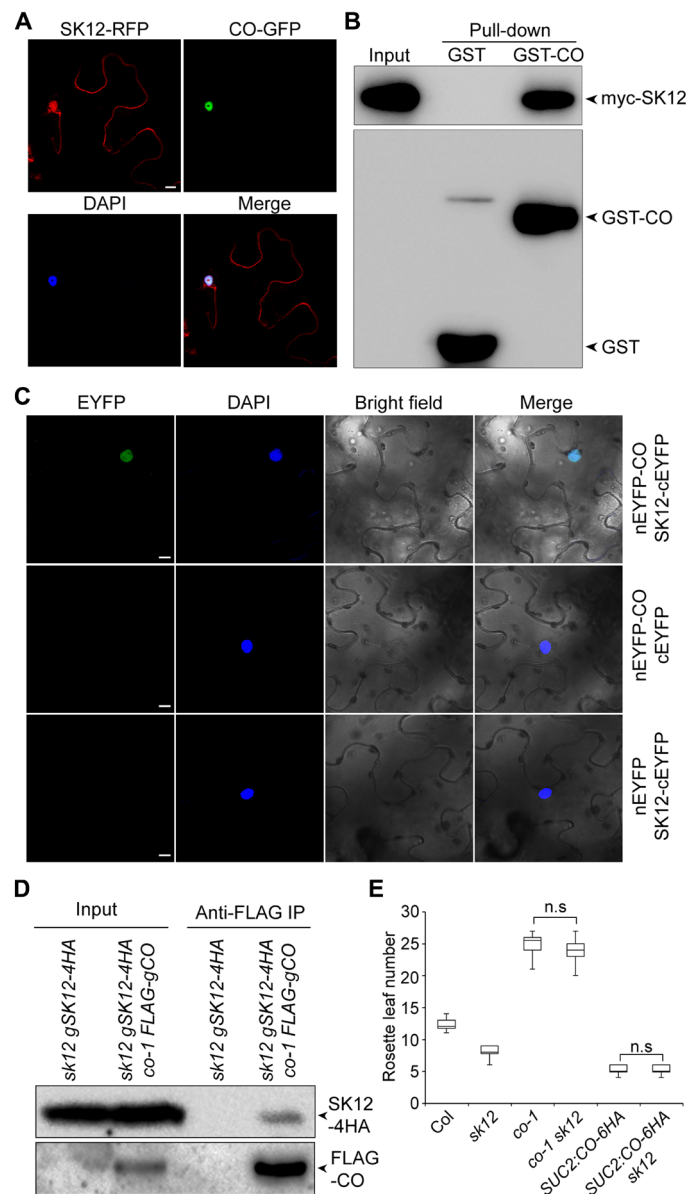 A
SK12-RFP
CO-GFP
DAPI
Merge
B
Pull-down
Input
GST
GST-CO
myc-SK12
GST-CO
GST
C
EYFP
DAPI
Bright field
Merge
nEYFP-CO
SK12-cEYFP
nEYFP-CO
cEYFP
nEYFP
SK12-cEYFP
D
Input
Anti-FLAG IP
sk12 gSK12-4HA
sk12 gSK12-4HA
co-1 FLAG-gCO
sk12 gSK12-4HA
sk12 gSK12-4HA
co-1 FLAG-gCO
SK12
-4HA
FLAG
-CO
E
Rosette leaf number
30
25
20
15
10
5
0
n.s
n.s
Col
sk12
co-1
co-1 sk12
SUC2:CO-6HA
SUC2:CO-6HA
sk12